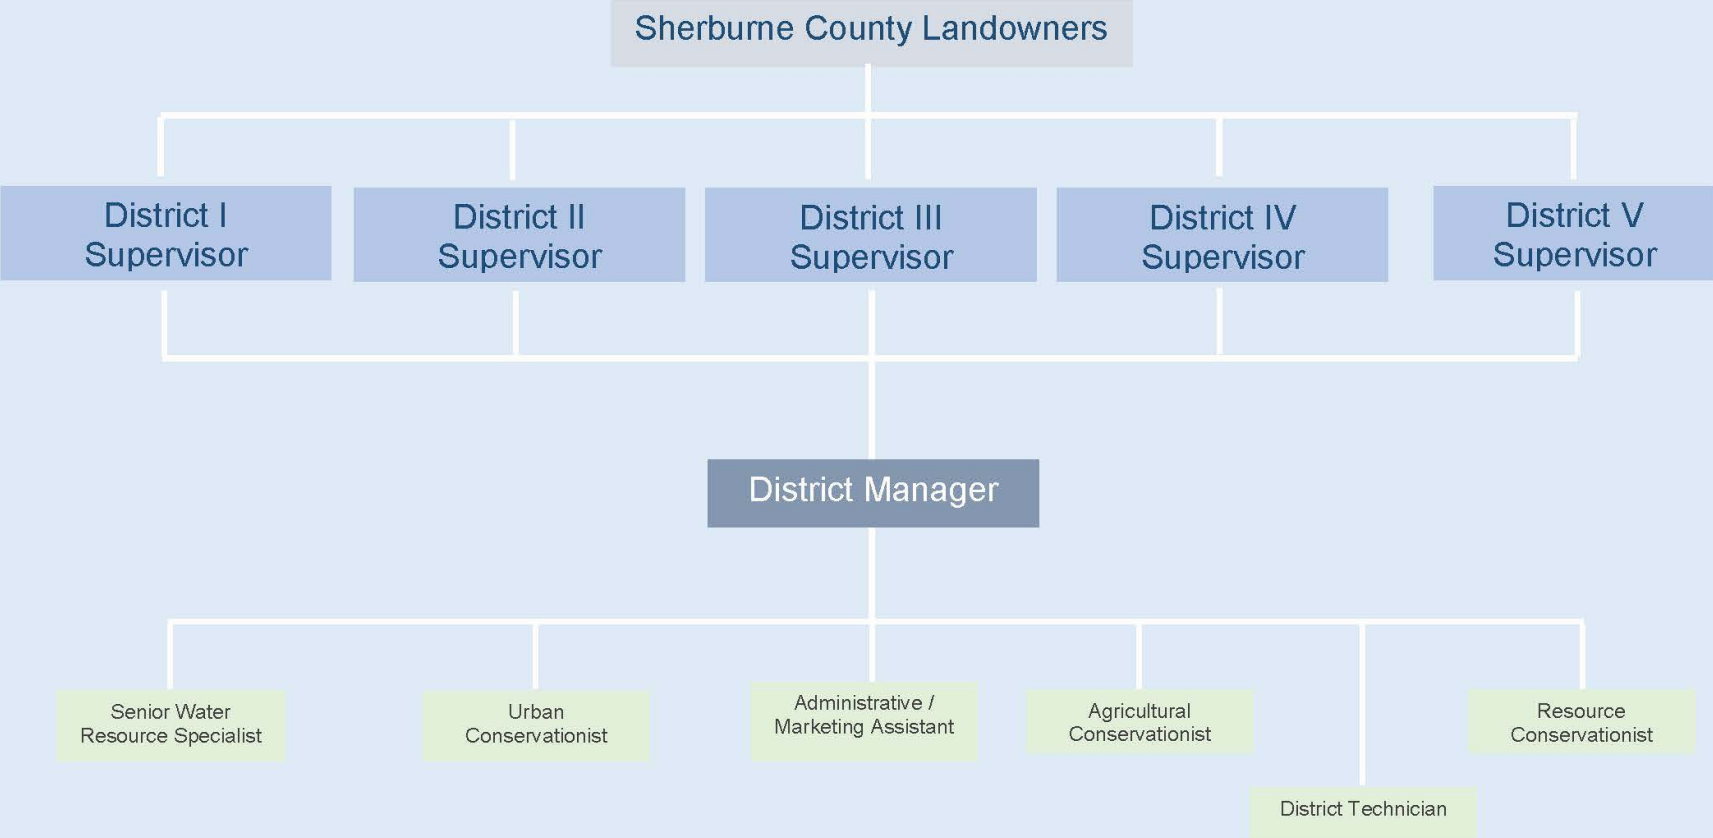 Sherburne County Landowners
District I
Supervisor
District II
Supervisor
District III
Supervisor
District IV
Supervisor
District V
Supervisor
District Manager
Senior Water
Resource Specialist
Urban
Conservationist
Administrative /
Marketing Assistant
Agricultural
Conservationist
Resource
Conservationist
District Technician